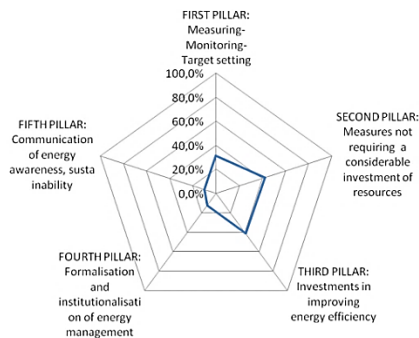 FIRST PILLAR:
Measuring-
Monitoring-
Target setting
100,0%
80,0%
60,0%
40,0%
20,0%
0,0%
SECOND PILLAR:
Measures not
requiring a
considerable
investment of
resources
THIRD PILLAR:
Investments in
improving
energy efficiency
FOURTH PILLAR:
Formalisation
and
institutionalisati
on of energy
management
FIFTH PILLAR:
Communication
of energy
awareness, susta
inability